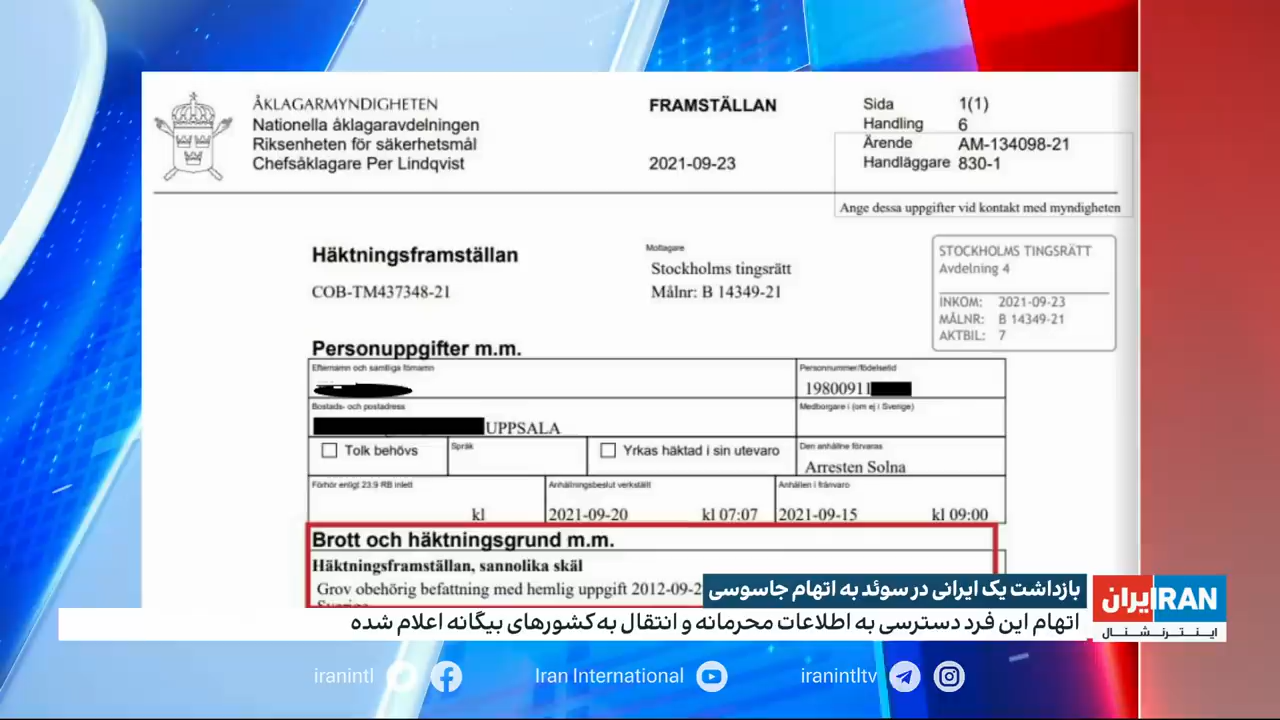 ÅKLAGARMYNDIGHETEN
Nationella åklagaravdelningen
Riksenheten för säkerhetsmål
Chefsåklagare Per Lindqvist
FRAMSTÄLLAN
2021-09-23
Sida 1(1)
Handling 6
Ärende AM-134098-21
Handläggare 830-1
Ange dessa uppgifter vid kontakt med myndigheten
Häktningsframställan
COB-TM437348-21
Mottagare
Stockholms tingsrätt
Målnr: B 14349-21
STOCKHOLMS TINGSRÄTT
Avdelning 4
INKOM: 2021-09-23
MÅLNR: B 14349-21
AKTBIL: 7
Personuppgifter m.m.
Efternamn och samtliga förnamn
Personnummer/födelsetid
19800911
Bostads- och postadress
UPPSALA
Medborgare i (om ej i Sverige)
Tolk behövs
Språk
Yrkas häktad i sin utevaro
Den anhållne förvaras
Arresten Solna
Förhör enligt 23:9 RB inlett
kl
Anhållningsbeslut verkställt
2021-09-20 kl 07:07
Anhållen i frånvaro
2021-09-15 kl 09:00
Brott och häktningsgrund m.m.
Häktningsframställan, sannolika skäl
Grov obehörig befattning med hemlig uppgift 2012-09-2
بازداشت یک ایرانی در سوئد به اتهام جاسوسی
اتهام این فرد دسترسی به اطلاعات محرمانه و انتقال به کشورهای بیگانه اعلام شده
ایران IRAN
اینترنشنال
iranintl
Iran International
iranintltv